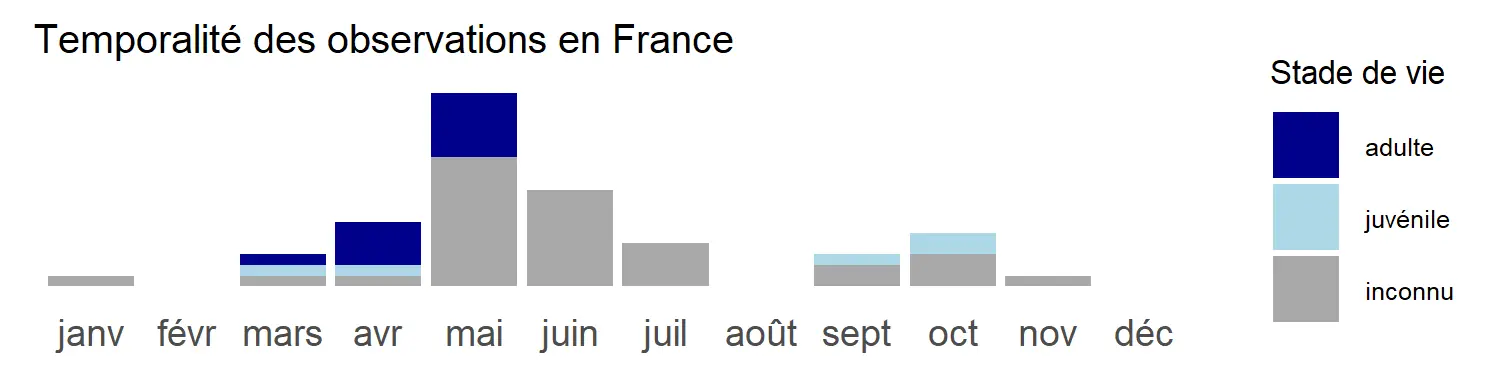 Temporalité des observations en France
Stade de vie
adulte
juvénile
inconnu
janv févr mars avr mai juin juil août sept oct nov déc